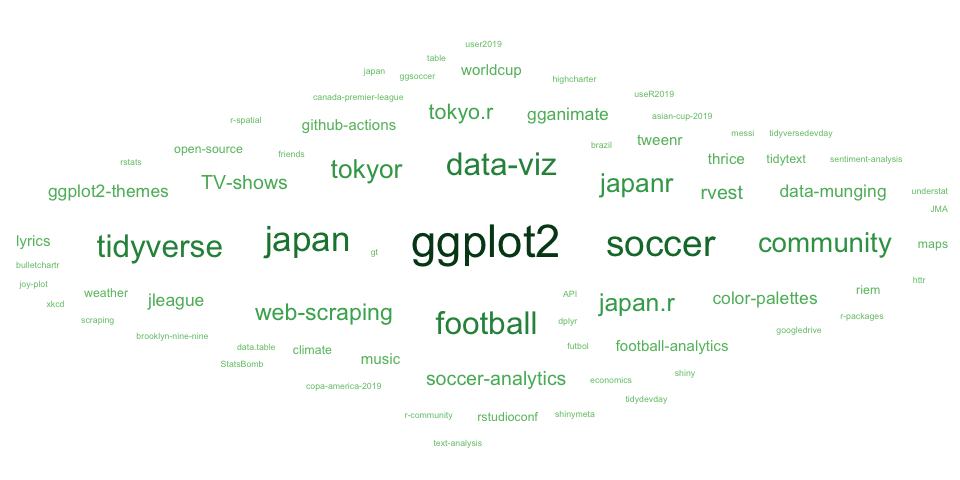 user2019
table
japan
ggsoccer
worldcup
highcharter
canada-premier-league
useR2019
r-spatial
github-actions
tokyo.r
gganimate
asian-cup-2019
open-source
friends
brazil
tweenr
messi
tidyversedevday
rstats
TV-shows
tokyor
data-viz
thrice
tidytext
sentiment-analysis
ggplot2-themes
japanr
rvest
data-munging
understat
JMA
lyrics
tidyverse
japan
gt
ggplot2
soccer
community
maps
bulletchartr
joy-plot
httr
xkcd
weather
jleague
API
japan.r
color-palettes
riem
scraping
web-scraping
football
dplyr
r-packages
brooklyn-nine-nine
googledrive
data.table
climate
futbol
football-analytics
StatsBomb
music
copa-america-2019
soccer-analytics
economics
shiny
tidydevday
r-community
rstudioconf
shinymeta
text-analysis